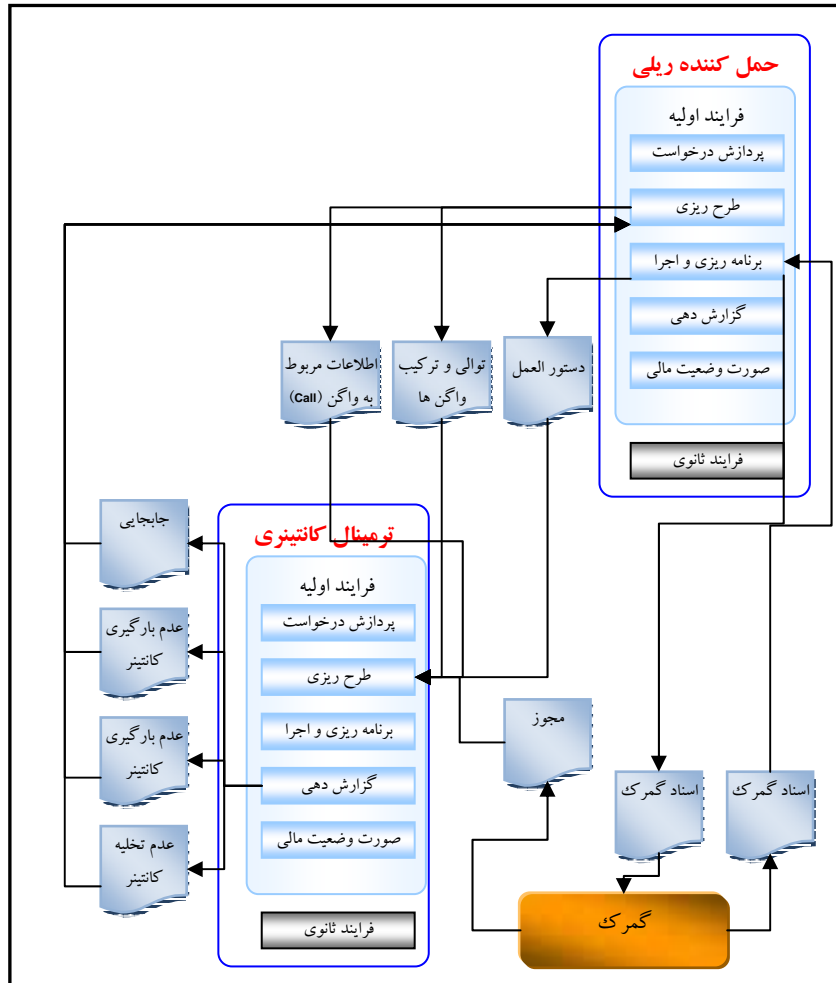 حمل کننده ریلی
فرایند اولیه
پردازش درخواست
طرح ریزی
برنامه ریزی و اجرا
گزارش دهی
صورت وضعیت مالی
فرایند ثانوی
دستور العمل
توالی و ترکیب
واگن ها
اطلاعات مربوط
به واگن (Call)
ترمینال کانتینری
فرایند اولیه
پردازش درخواست
طرح ریزی
برنامه ریزی و اجرا
گزارش دهی
صورت وضعیت مالی
فرایند ثانوی
جابجایی
عدم بارگیری
کانتینر
عدم بارگیری
کانتینر
عدم تخلیه
کانتینر
مجوز
اسناد گمرک
اسناد گمرک
گمرک